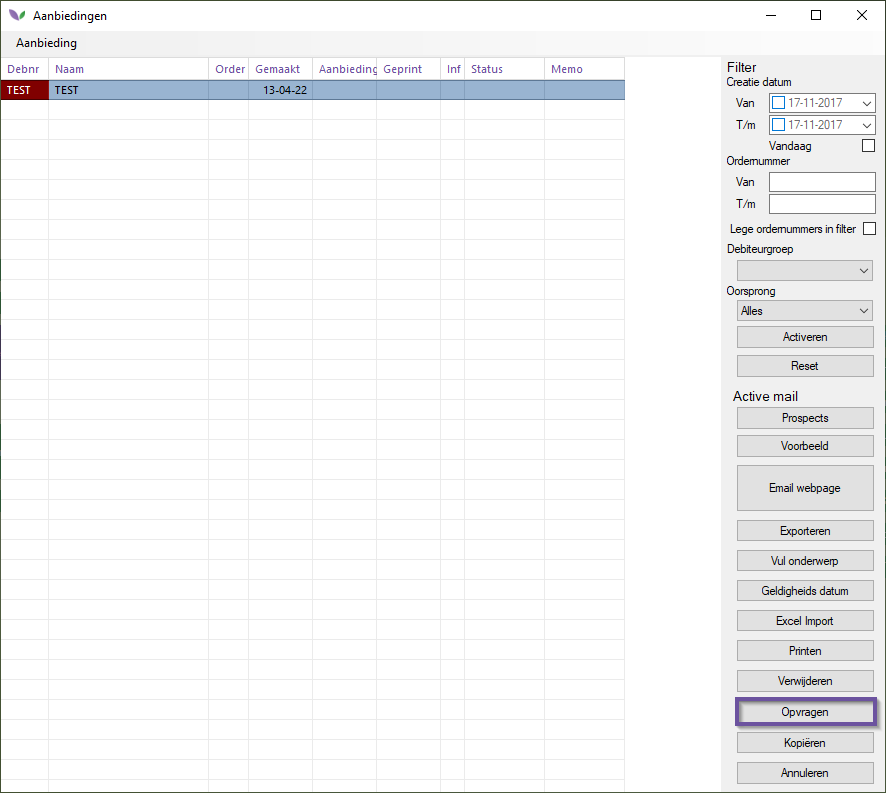 Aanbiedingen
Aanbieding
Debnr Naam Order Gemaakt Aanbieding Geprint Inf Status Memo
TEST TEST 13-04-22
Filter
Creatie datum
Van 17-11-2017
T/m 17-11-2017
Vandaag
Ordernummer
Van
T/m
Lege ordernummers in filter
Debiteurgroep
Oorsprong
Alles
Activeren
Reset
Active mail
Prospects
Voorbeeld
Email webpage
Exporteren
Vul onderwerp
Geldigheids datum
Excel Import
Printen
Verwijderen
Opvragen
Kopiëren
Annuleren